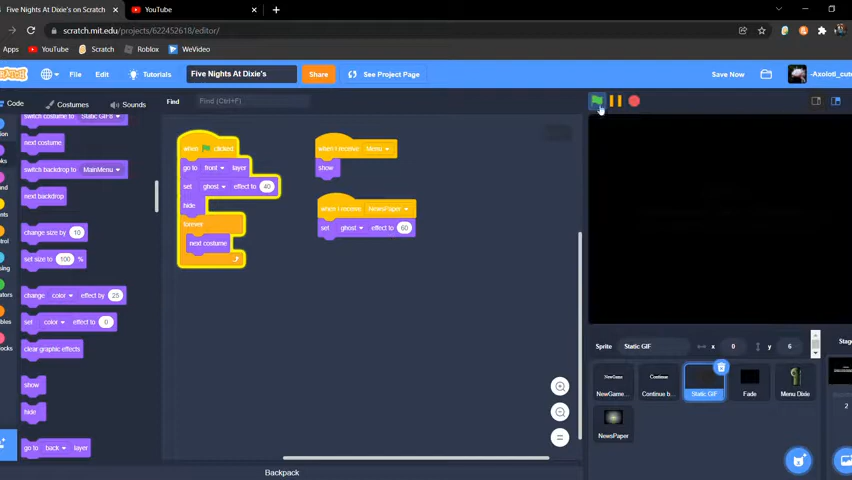 Five Nights At Dixie's on Scratch
YouTube
scratch.mit.edu/projects/622452618/editor/
Apps
YouTube
Scratch
Roblox
WeVideo
File
Edit
Tutorials
Five Nights At Dixie's
Share
See Project Page
Save Now
Code
Costumes
Sounds
Find
Find (Ctrl+F)
next costume
switch backdrop to MainMenu
next backdrop
change size by 10
set size to 100 %
change color effect by 25
set color effect to 0
clear graphic effects
show
hide
go to back layer
when clicked
go to front layer
set ghost effect to 40
hide
forever
next costume
when I receive Menu
show
when I receive NewsPaper
set ghost effect to 60
Sprite
Static GIF
x
0
y
6
NewGame...
Continue b...
Static GIF
Fade
Menu Dixie
NewsPaper
2
Backpack